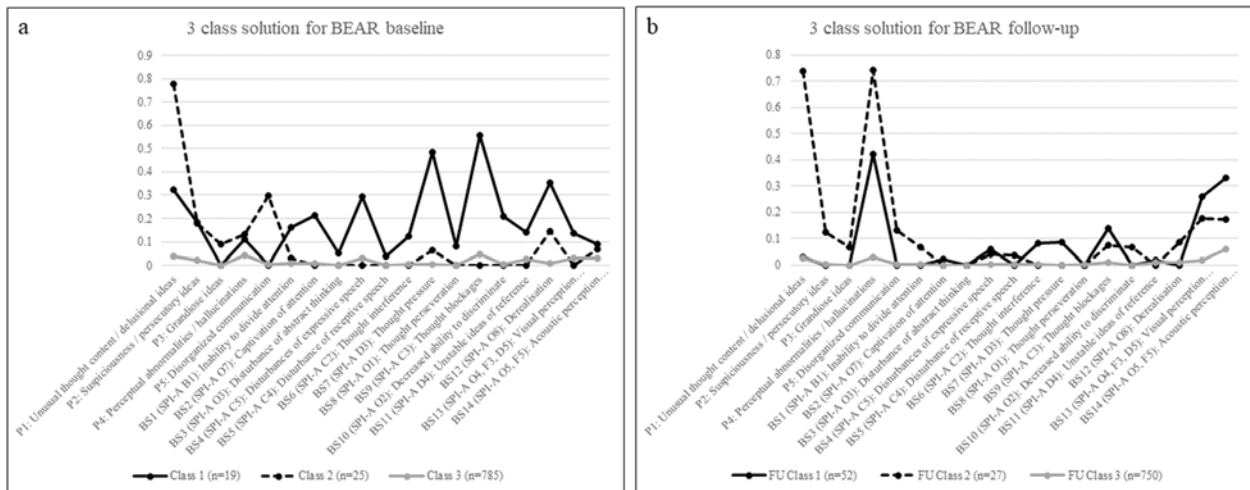 a
3 class solution for BEAR baseline
0.9
0.8
0.7
0.6
0.5
0.4
0.3
0.2
0.1
0
P1: Unusual thought content / delusional ideas
P2: Suspiciousness / persecutory ideas
P3: Grandiose ideas
P4: Perceptual abnormalities / hallucinations
P5: Disorganized communication
BS1 (SPI-A B1): Inability to divide attention
BS2 (SPI-A O7): Captivation of attention
BS3 (SPI-A O3): Disturbance of abstract thinking
BS4 (SPI-A C5): Disturbances of expressive speech
BS5 (SPI-A C4): Disturbance of receptive speech
BS6 (SPI-A C2): Thought interference
BS7 (SPI-A D3): Thought pressure
BS8 (SPI-A O1): Thought perseveration
BS9 (SPI-A C3): Thought blockages
BS10 (SPI-A O2): Decreased ability to discriminate
BS11 (SPI-A D4): Unstable ideas of reference
BS12 (SPI-A O8): Derealisation
BS13 (SPI-A O4, F3, D5): Visual perception…
BS14 (SPI-A O5, F5): Acoustic perception…
Class 1 (n=19)
Class 2 (n=25)
Class 3 (n=785)
b
3 class solution for BEAR follow-up
0.8
0.7
0.6
0.5
0.4
0.3
0.2
0.1
0
P1: Unusual thought content / delusional ideas
P2: Suspiciousness / persecutory ideas
P3: Grandiose ideas
P4: Perceptual abnormalities / hallucinations
P5: Disorganized communication
BS1 (SPI-A B1): Inability to divide attention
BS2 (SPI-A O7): Captivation of attention
BS3 (SPI-A O3): Disturbance of abstract thinking
BS4 (SPI-A C5): Disturbances of expressive speech
BS5 (SPI-A C4): Disturbance of receptive speech
BS6 (SPI-A C2): Thought interference
BS7 (SPI-A D3): Thought pressure
BS8 (SPI-A O1): Thought perseveration
BS9 (SPI-A C3): Thought blockages
BS10 (SPI-A O2): Decreased ability to discriminate
BS11 (SPI-A D4): Unstable ideas of reference
BS12 (SPI-A O8): Derealisation
BS13 (SPI-A O4, F3, D5): Visual perception…
BS14 (SPI-A O5, F5): Acoustic perception…
FU Class 1 (n=52)
FU Class 2 (n=27)
FU Class 3 (n=750)